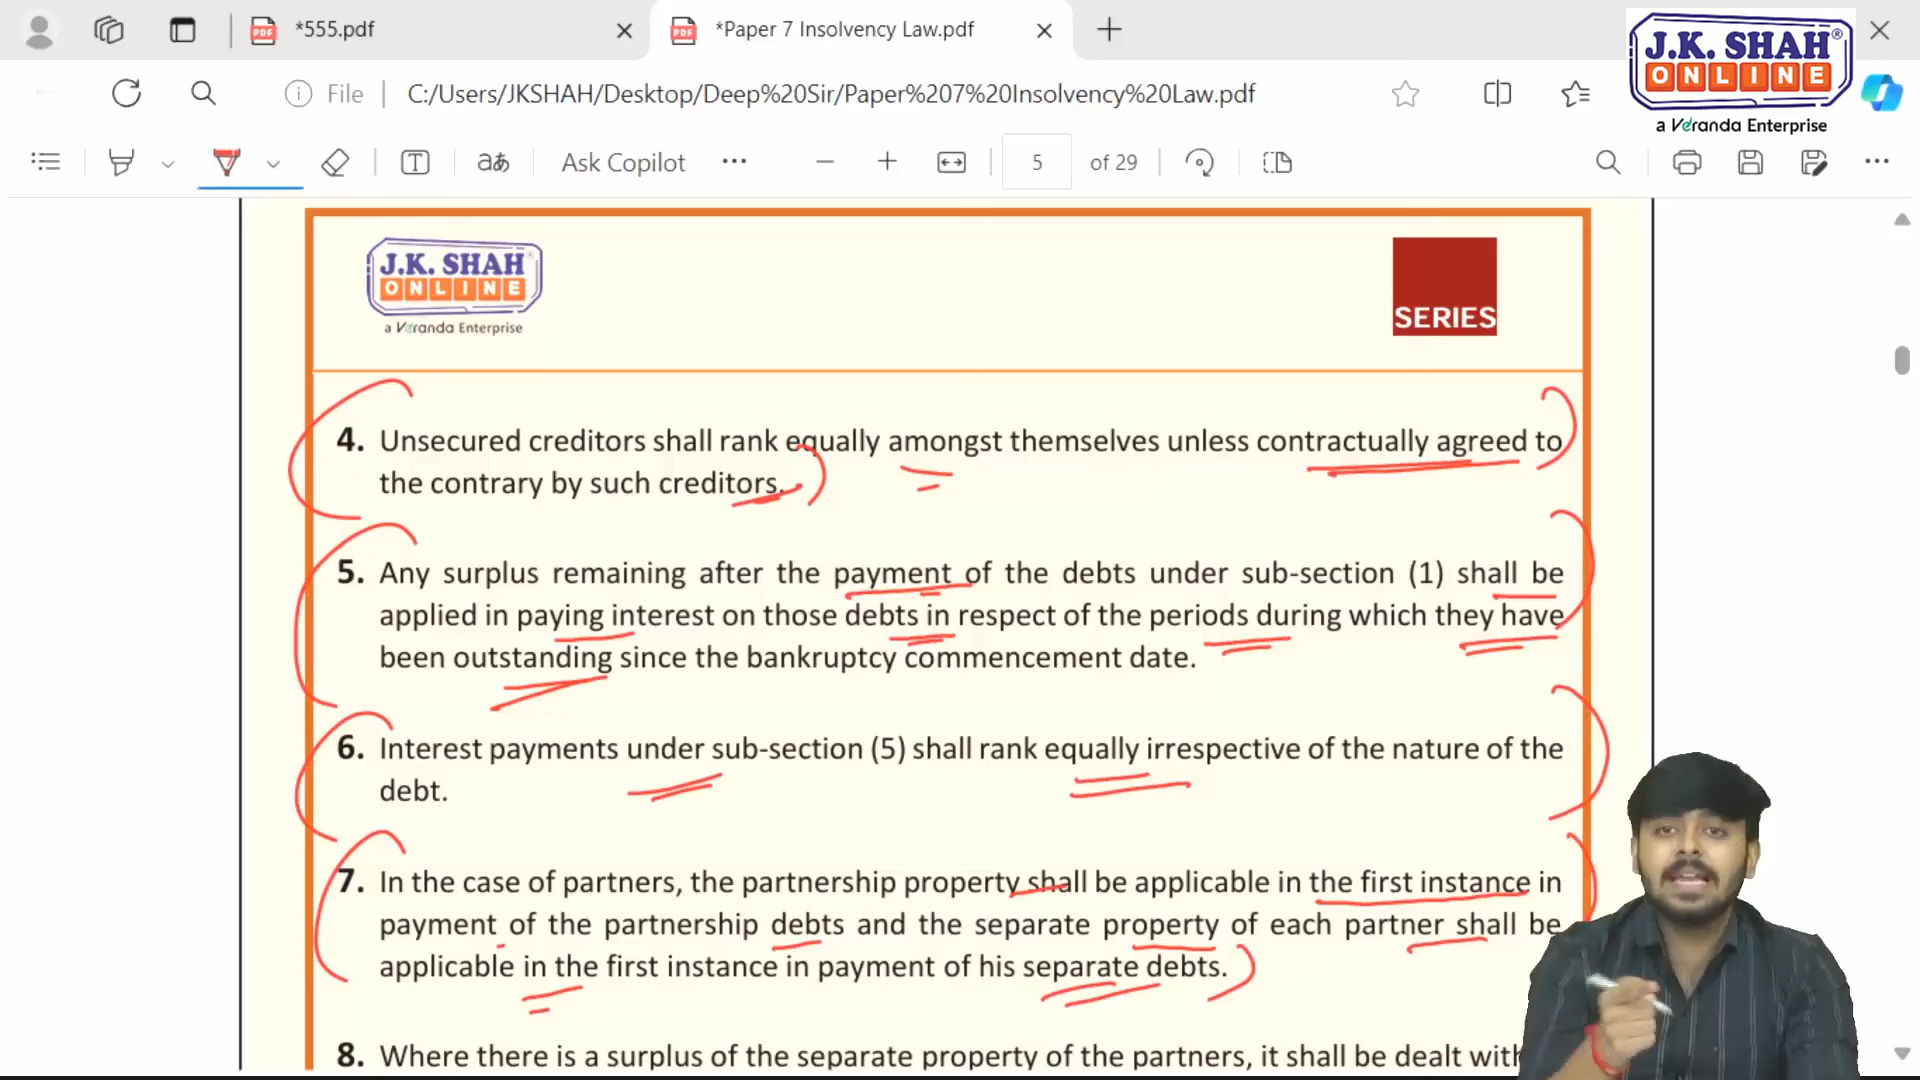 *555.pdf
*Paper 7 Insolvency Law.pdf
J.K. SHAH®
ONLINE
a Veranda Enterprise
File
C:/Users/JKSHAH/Desktop/Deep%20Sir/Paper%207%20Insolvency%20Law.pdf
aあ
Ask Copilot
5
of 29
J.K. SHAH®
ONLINE
a Veranda Enterprise
SERIES
4. Unsecured creditors shall rank equally amongst themselves unless contractually agreed to
the contrary by such creditors.
5. Any surplus remaining after the payment of the debts under sub-section (1) shall be
applied in paying interest on those debts in respect of the periods during which they have
been outstanding since the bankruptcy commencement date.
6. Interest payments under sub-section (5) shall rank equally irrespective of the nature of the
debt.
7. In the case of partners, the partnership property shall be applicable in the first instance in
payment of the partnership debts and the separate property of each partner shall be
applicable in the first instance in payment of his separate debts.
8. Where there is a surplus of the separate property of the partners, it shall be dealt with